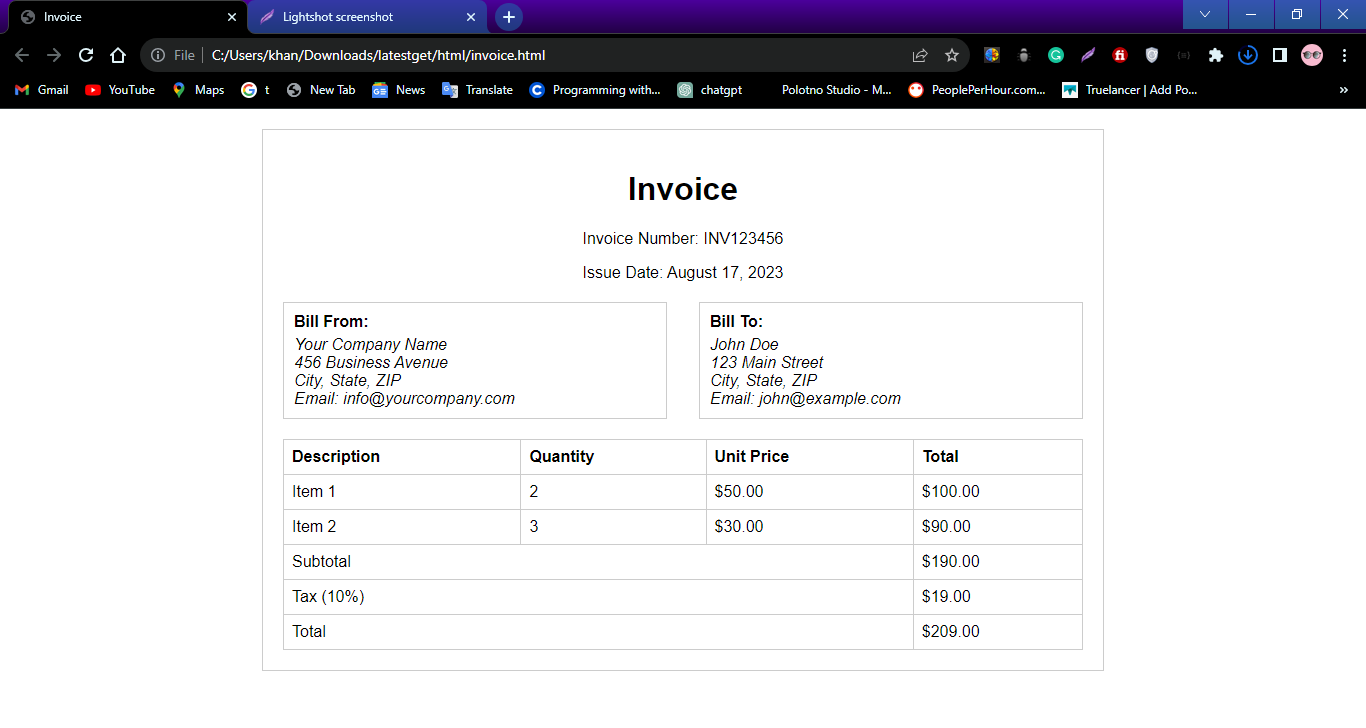 Invoice
Lightshot screenshot
File
C:/Users/khan/Downloads/latestget/html/invoice.html
Gmail YouTube Maps t New Tab News Translate Programming with... chatgpt Polotno Studio - M... PeoplePerHour.com... Truelancer | Add Po... »
Invoice
Invoice Number: INV123456
Issue Date: August 17, 2023
Bill From:
Your Company Name
456 Business Avenue
City, State, ZIP
Email: info@yourcompany.com
Bill To:
John Doe
123 Main Street
City, State, ZIP
Email: john@example.com
Description Quantity Unit Price Total
Item 1 2 $50.00 $100.00
Item 2 3 $30.00 $90.00
Subtotal $190.00
Tax (10%) $19.00
Total $209.00